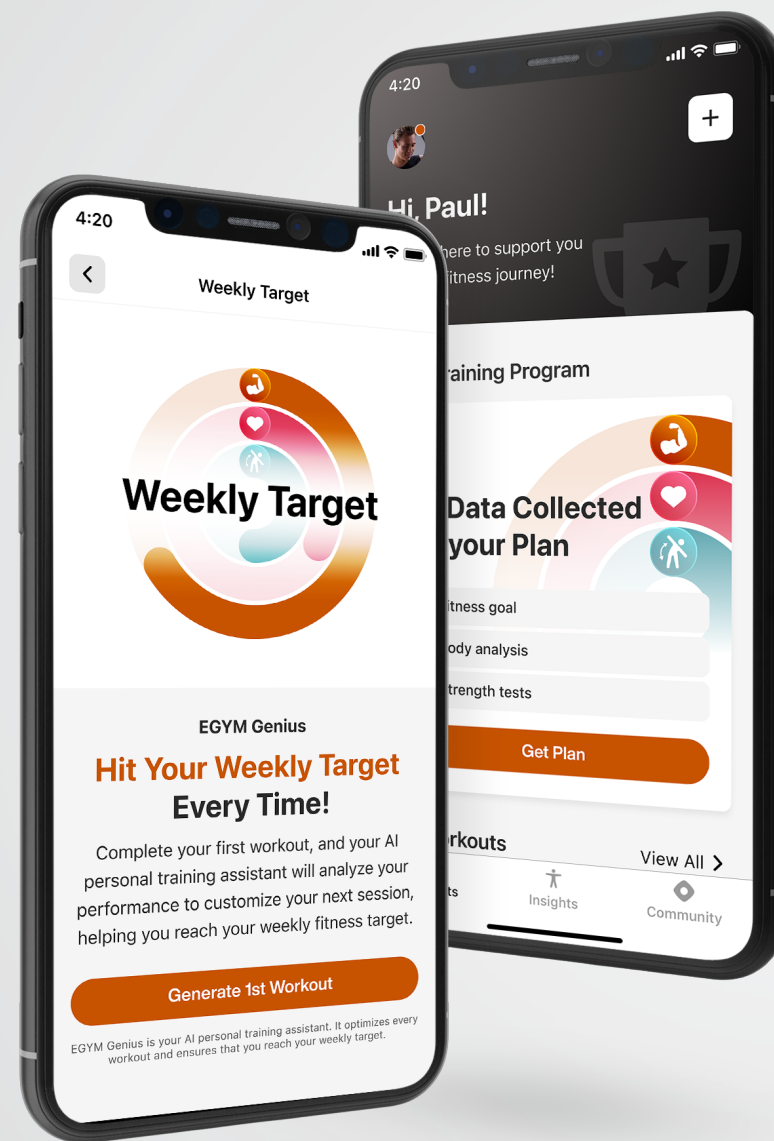 4:20
Weekly Target
Weekly Target
EGYM Genius
Hit Your Weekly Target
Every Time!
Complete your first workout, and your AI
personal training assistant will analyze your
performance to customize your next session,
helping you reach your weekly fitness target.
Generate 1st Workout
EGYM Genius is your AI personal training assistant. It optimizes every
workout and ensures that you reach your weekly target.
4:20
Hi, Paul!
here to support you
fitness journey!
raining Program
Data Collected
your Plan
itness goal
ody analysis
trength tests
Get Plan
rkouts
View All
ts
Insights
Community